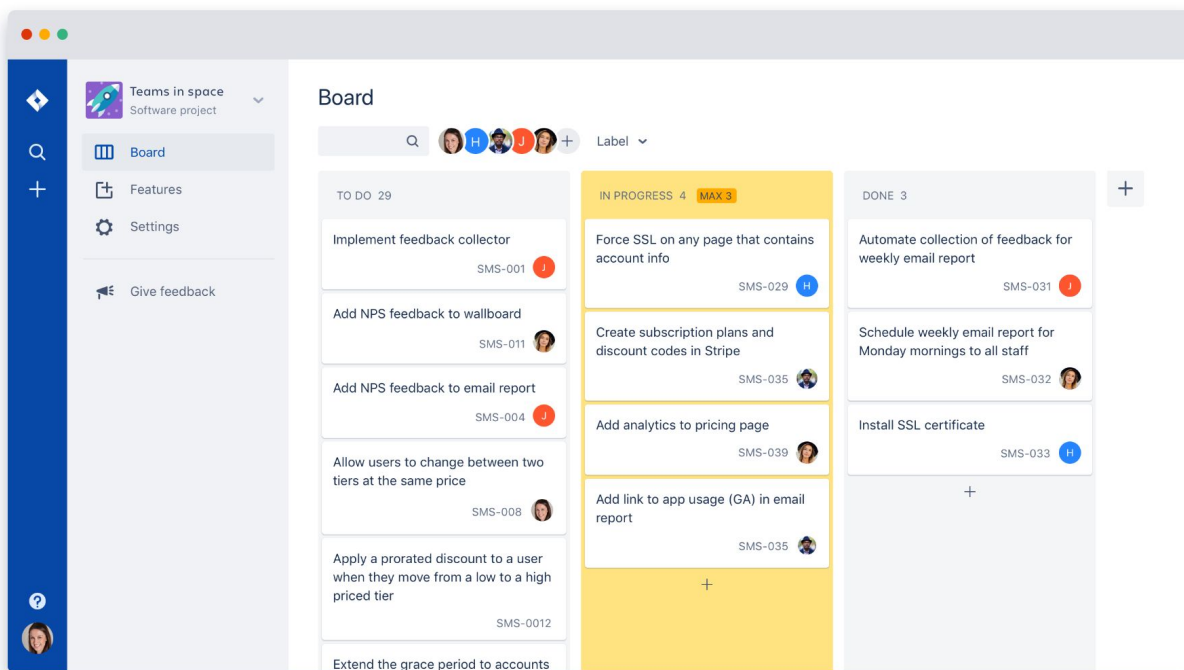 Teams in space
Software project
Board
Features
Settings
Give feedback
Board
H
J
Label
TO DO 29
Implement feedback collector
SMS-001 J
Add NPS feedback to wallboard
SMS-011
Add NPS feedback to email report
SMS-004 J
Allow users to change between two
tiers at the same price
SMS-008
Apply a prorated discount to a user
when they move from a low to a high
priced tier
SMS-0012
Extend the grace period to accounts
IN PROGRESS 4 MAX 3
Force SSL on any page that contains
account info
SMS-029 H
Create subscription plans and
discount codes in Stripe
SMS-035
Add analytics to pricing page
SMS-039
Add link to app usage (GA) in email
report
SMS-035
DONE 3
Automate collection of feedback for
weekly email report
SMS-031 J
Schedule weekly email report for
Monday mornings to all staff
SMS-032
Install SSL certificate
SMS-033 H